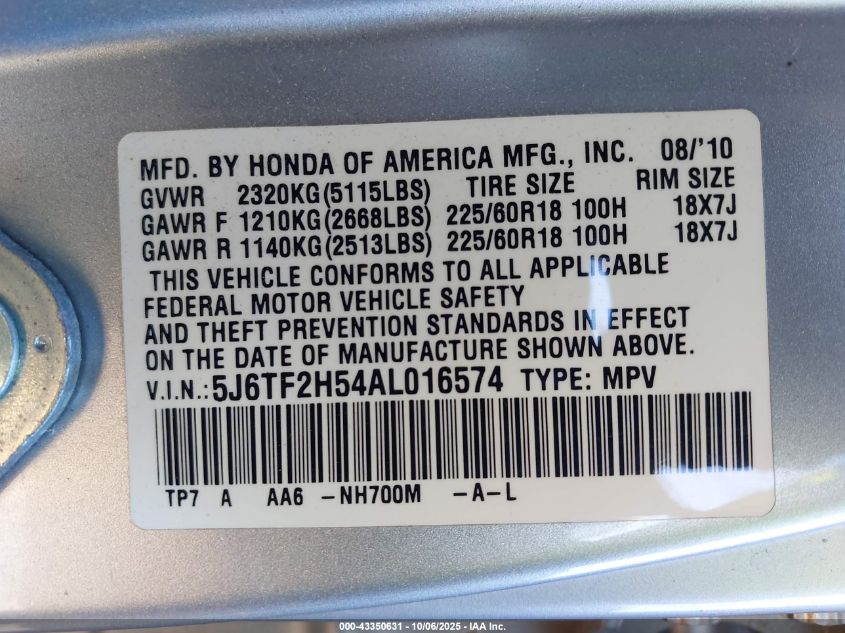 MFD. BY HONDA OF AMERICA MFG., INC. 08/'10
GVWR 2320KG(5115LBS) TIRE SIZE RIM SIZE
GAWR F 1210KG(2668LBS) 225/60R18 100H 18X7J
GAWR R 1140KG(2513LBS) 225/60R18 100H 18X7J
THIS VEHICLE CONFORMS TO ALL APPLICABLE
FEDERAL MOTOR VEHICLE SAFETY
AND THEFT PREVENTION STANDARDS IN EFFECT
ON THE DATE OF MANUFACTURE SHOWN ABOVE.
V.I.N.: 5J6TF2H54AL016574 TYPE: MPV
TP7 A AA6 -NH700M -A-L
000-43350631 - 10/06/2025 - IAA Inc.